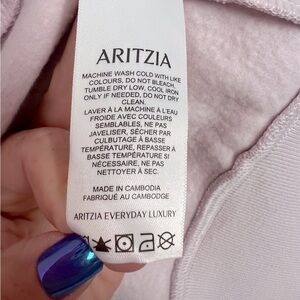 ARITZIA
MACHINE WASH COLD WITH LIKE
COLOURS, DO NOT BLEACH,
TUMBLE DRY LOW, COOL IRON
ONLY IF NEEDED, DO NOT DRY
CLEAN.
LAVER À LA MACHINE À L'EAU
FROIDE AVEC COULEURS
SEMBLABLES, NE PAS
JAVELISER, SÉCHER PAR
CULBUTAGE À BASSE
TEMPÉRATURE, REPASSER À
BASSE TEMPÉRATURE SI
NÉCESSAIRE, NE PAS
NETTOYER À SEC.
MADE IN CAMBODIA
FABRIQUÉ AU CAMBODGE
ARITZIA EVERYDAY LUXURY